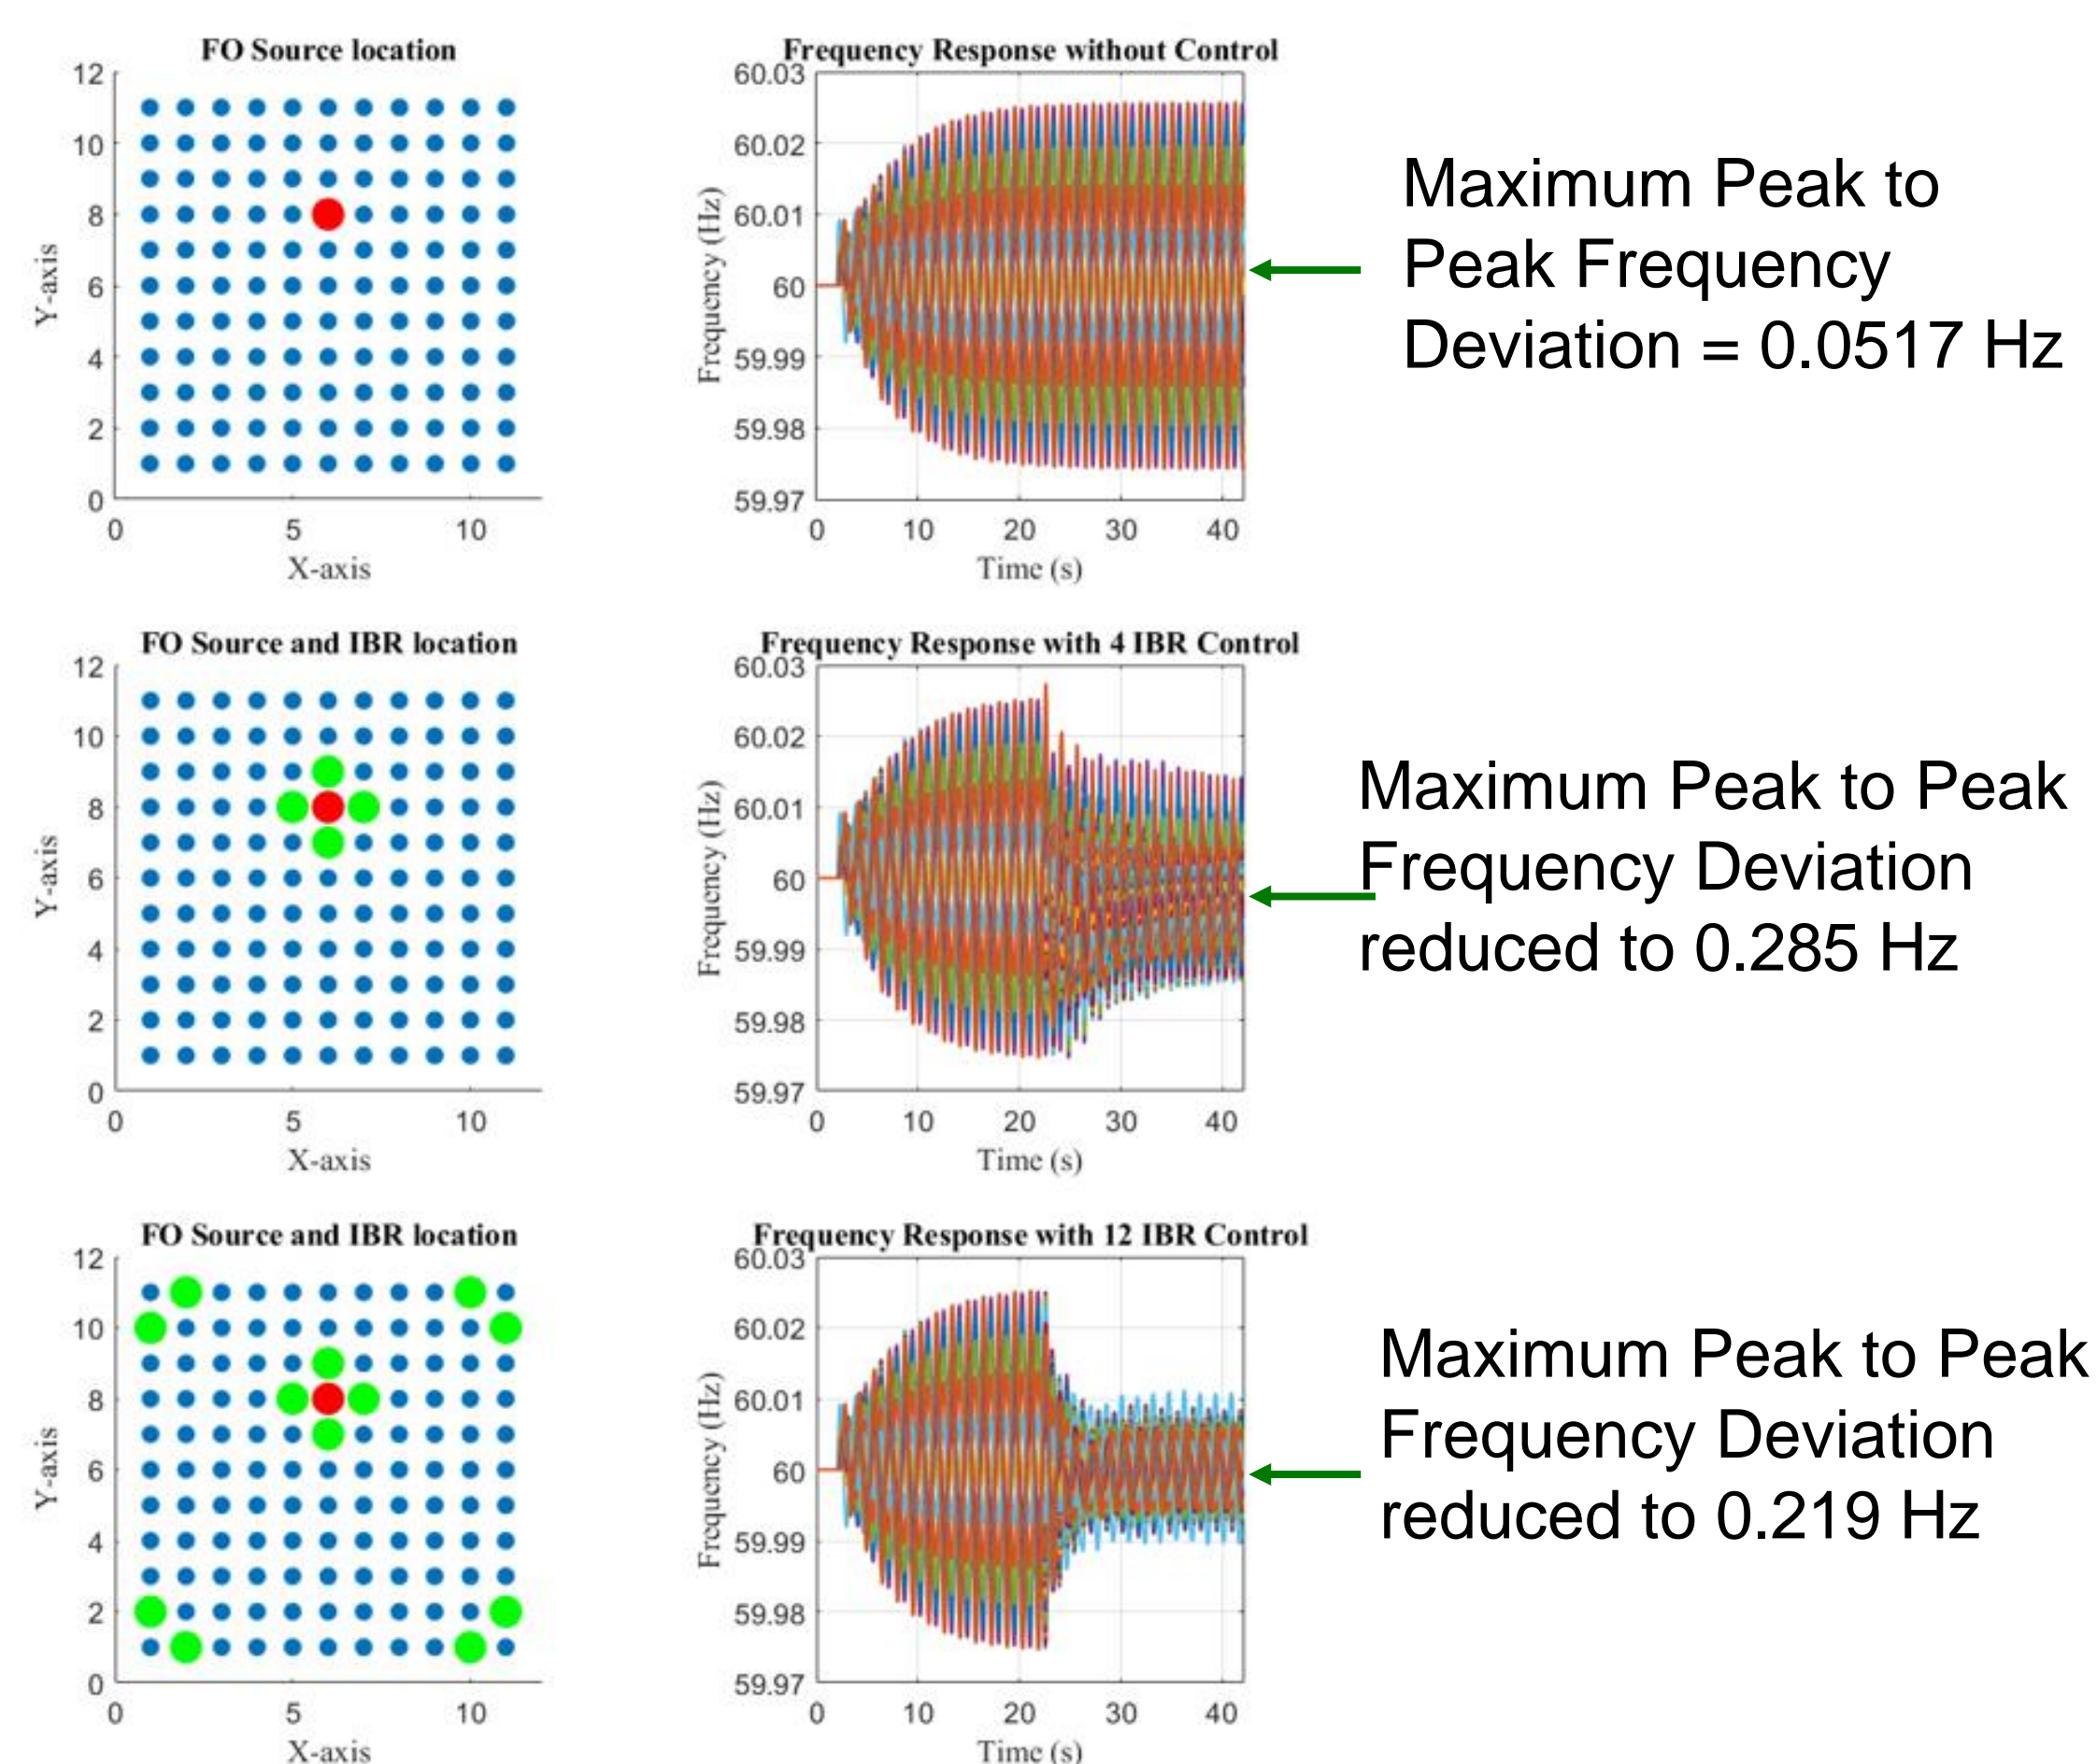 FO Source location
12
10
8
6
4
2
0
0
5
10
Y-axis
X-axis
Frequency Response without Control
60.03
60.02
60.01
60
59.99
59.98
59.97
0
10
20
30
40
Frequency (Hz)
Time (s)
Maximum Peak to
Peak Frequency
Deviation = 0.0517 Hz
FO Source and IBR location
12
10
8
6
4
2
0
0
5
10
Y-axis
X-axis
Frequency Response with 4 IBR Control
60.03
60.02
60.01
60
59.99
59.98
59.97
0
10
20
30
40
Frequency (Hz)
Time (s)
Maximum Peak to Peak
Frequency Deviation
reduced to 0.285 Hz
FO Source and IBR location
12
10
8
6
4
2
0
0
5
10
Y-axis
X-axis
Frequency Response with 12 IBR Control
60.03
60.02
60.01
60
59.99
59.98
59.97
0
10
20
30
40
Frequency (Hz)
Time (s)
Maximum Peak to Peak
Frequency Deviation
reduced to 0.219 Hz